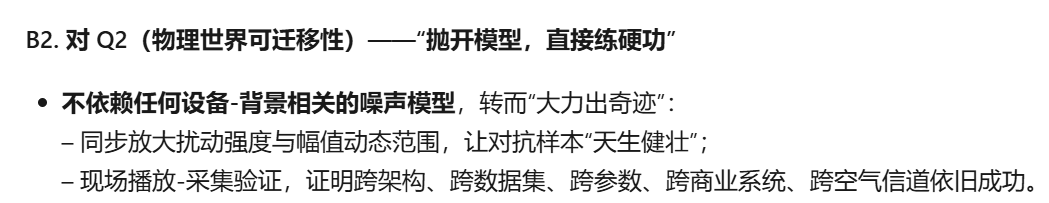 B2. 对 Q2（物理世界可迁移性）——“抛开模型，直接练硬功”
• 不依赖任何设备-背景相关的噪声模型，转而“大力出奇迹”：
– 同步放大扰动强度与幅值动态范围，让对抗样本“天生健壮”；
– 现场播放-采集验证，证明跨架构、跨数据集、跨参数、跨商业系统、跨空气信道依旧成功。